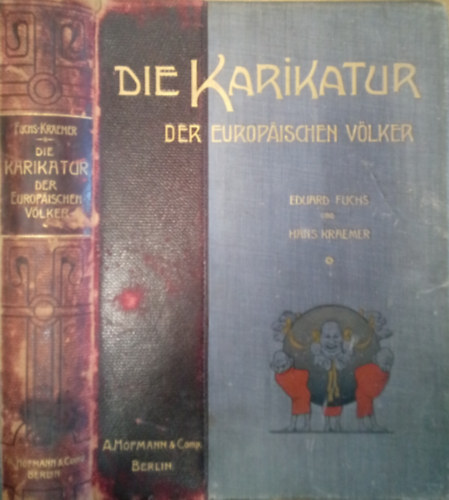 FUCHS-KRAEMER
DIE
KARIKATUR
DER
EUROPÄISCHEN
VÖLKER
HOFMANN & COMP.
BERLIN
DIE KARIKATUR
DER EUROPÄISCHEN VÖLKER
EDUARD FUCHS
UND
HANS KRAEMER
A. HOFMANN & COMP.
BERLIN